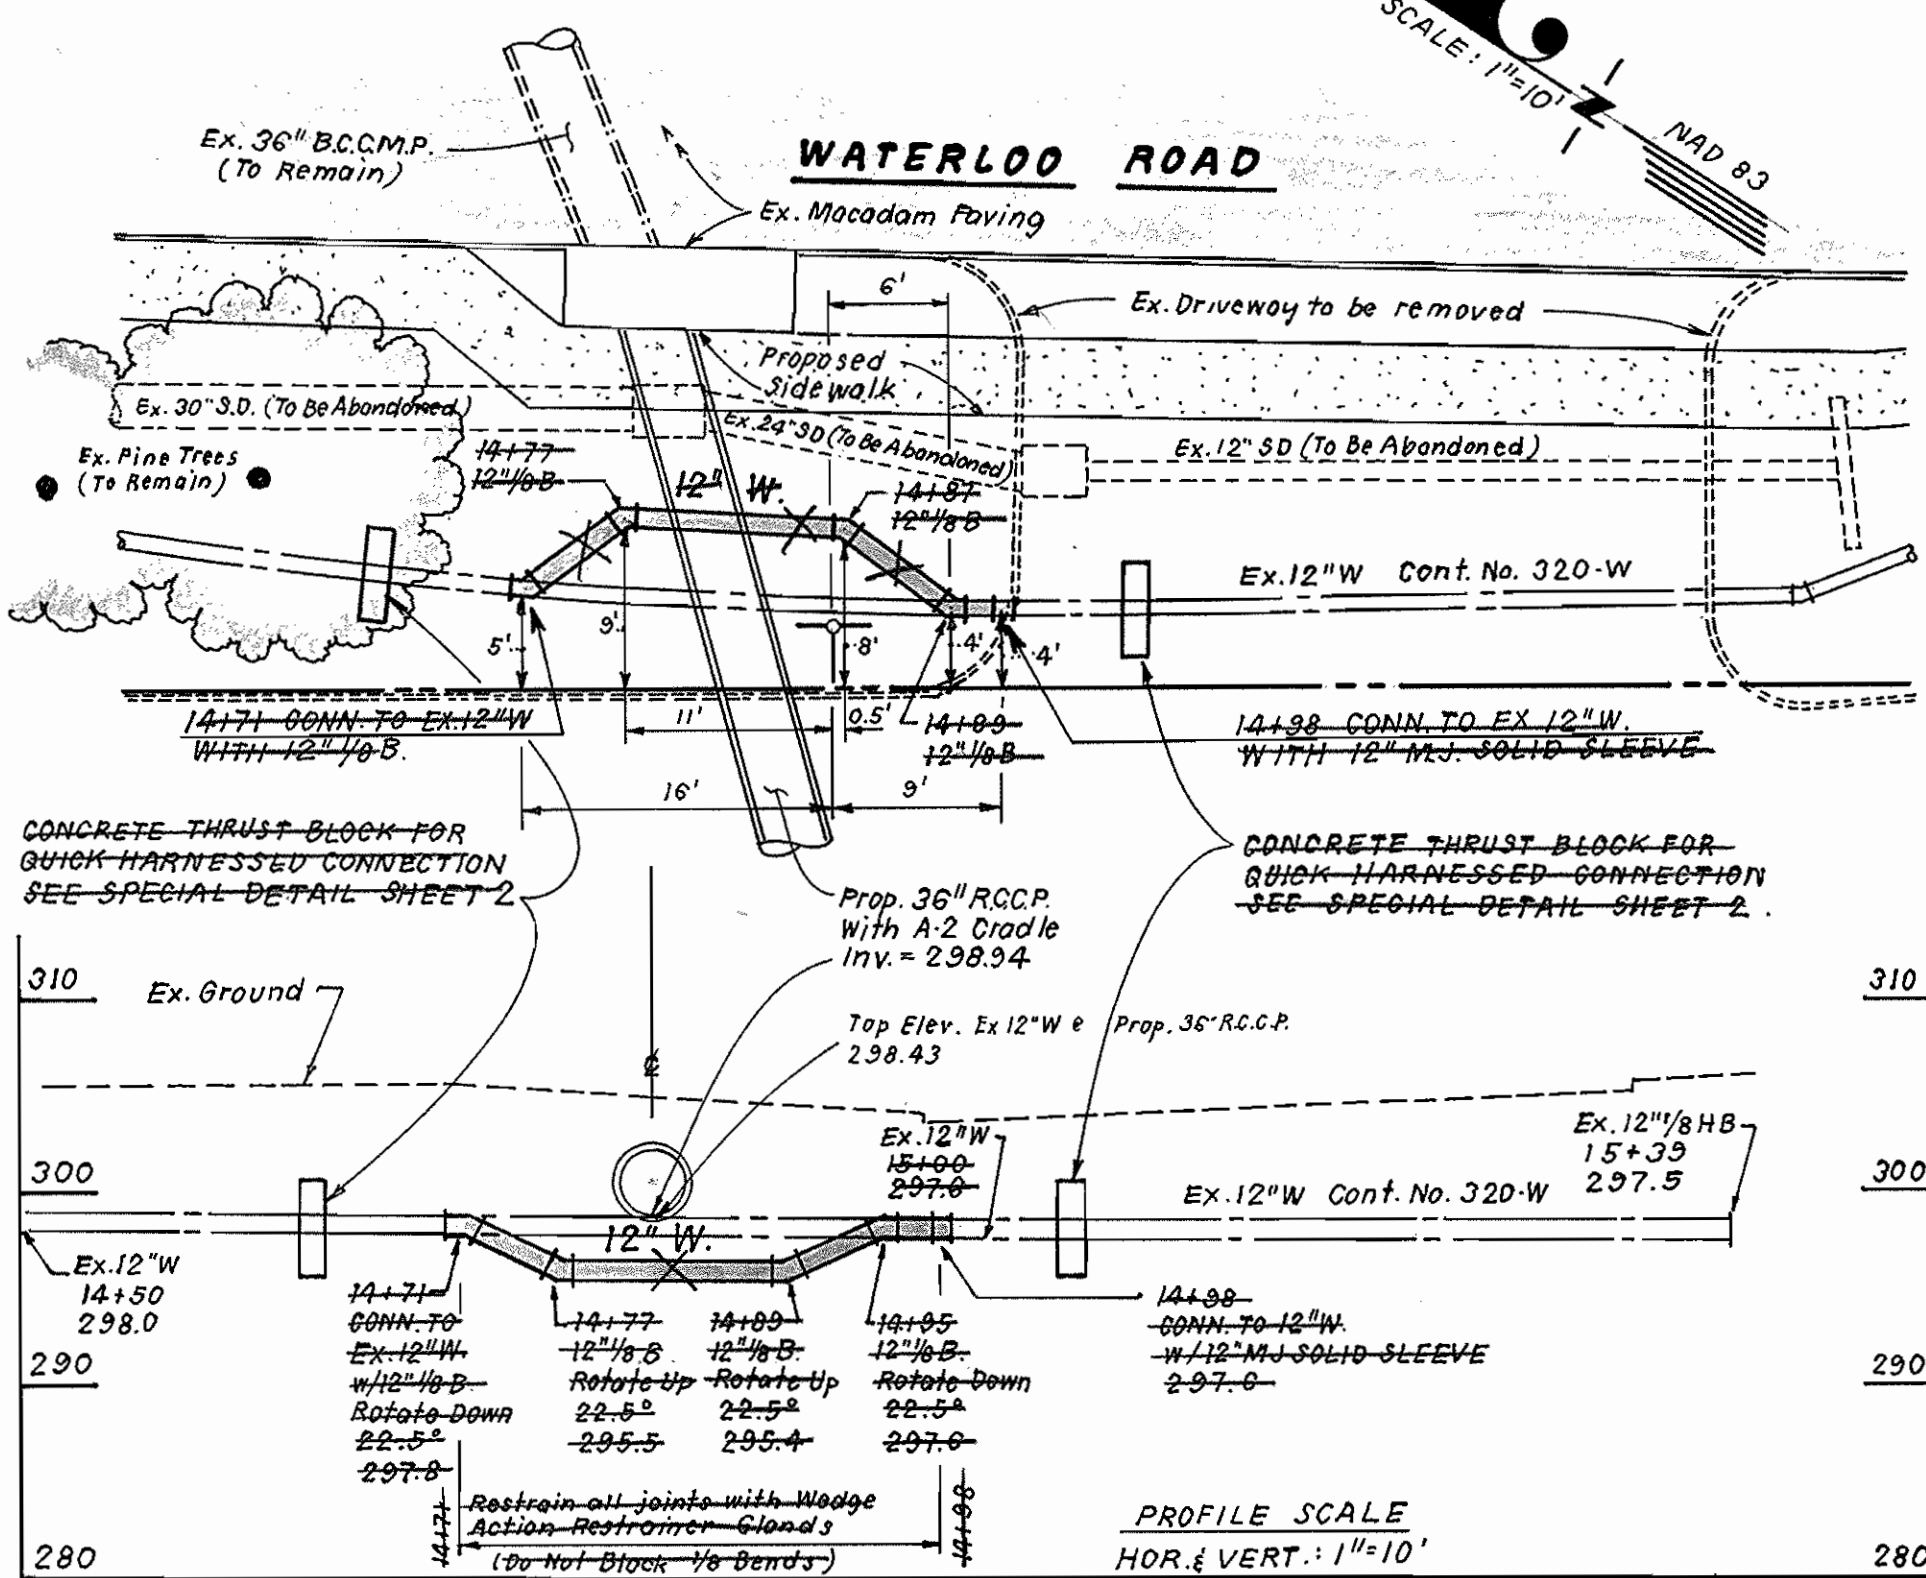 SCALE: 1"=10'
NAD 83
Ex. 36" B.C.C.M.P.
(To Remain)
WATERLOO ROAD
Ex. Macadam Paving
6'
Ex. Driveway to be removed
Proposed
Sidewalk
Ex. 30" S.D. (To Be Abandoned)
Ex. 24" SD (To Be Abandoned)
Ex. 12" SD (To Be Abandoned)
Ex. Pine Trees
(To Remain)
14+77
12" 1/8 B
12" W.
14+87
12" 1/8 B
Ex. 12" W Cont. No. 320-W
5'
9'
8'
4'
4'
14+71 CONN. TO EX. 12" W
WITH 12" 1/8 B.
11'
0.5'
14+89
12" 1/8 B
14+98 CONN. TO EX 12" W.
WITH 12" M.J. SOLID SLEEVE
16'
9'
CONCRETE THRUST BLOCK FOR
QUICK HARNESSED CONNECTION
SEE SPECIAL DETAIL SHEET 2
CONCRETE THRUST BLOCK FOR
QUICK HARNESSED CONNECTION
SEE SPECIAL DETAIL SHEET 2.
Prop. 36" R.C.C.P.
With A-2 Cradle
Inv. = 298.94
310
Ex. Ground
310
Top Elev. Ex 12" W @ Prop. 36" R.C.C.P.
298.43
℄
Ex. 12" W
15+00
297.6
Ex. 12" 1/8 HB
15+39
297.5
300
300
Ex. 12" W Cont. No. 320-W
12" W.
Ex. 12" W
14+50
298.0
14+71
CONN. TO
Ex. 12" W.
w/12" 1/8 B.
Rotate Down
22.5°
297.8
14+77
12" 1/8 B.
Rotate Up
22.5°
295.5
14+89
12" 1/8 B.
Rotate Up
22.5°
295.4
14+95
12" 1/8 B.
Rotate Down
22.5°
297.6
14+98
CONN. TO 12" W.
W/12" MJ SOLID SLEEVE
297.6
290
290
14+71
Restrain all joints with Wedge
Action Restrainer Glands
(Do Not Block 1/8 Bends)
14+98
PROFILE SCALE
HOR. & VERT.: 1"=10'
280
280